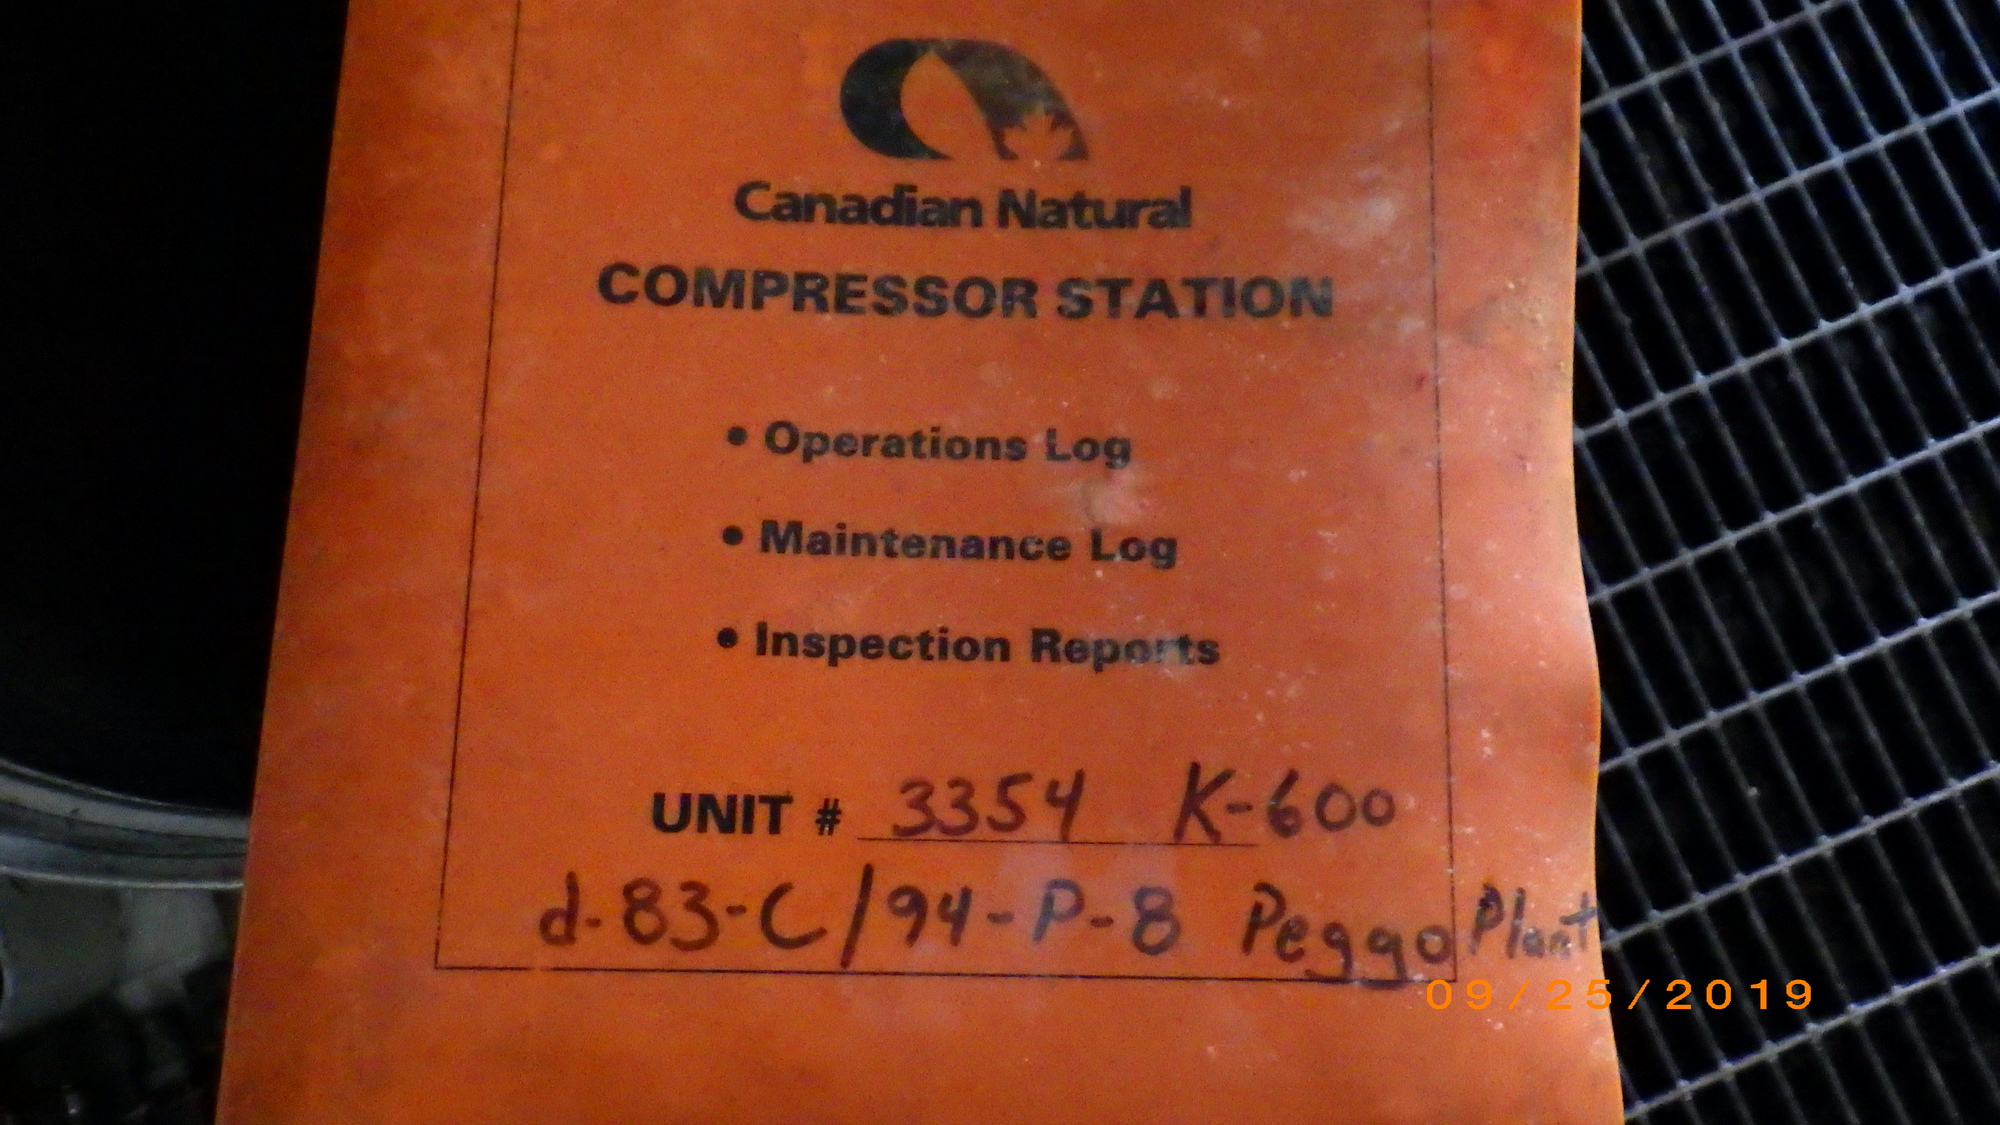 Canadian Natural
COMPRESSOR STATION
• Operations Log
• Maintenance Log
• Inspection Reports
UNIT # 3354 K-600
d-83-C/94-P-8 Peggo Plant
09/25/2019